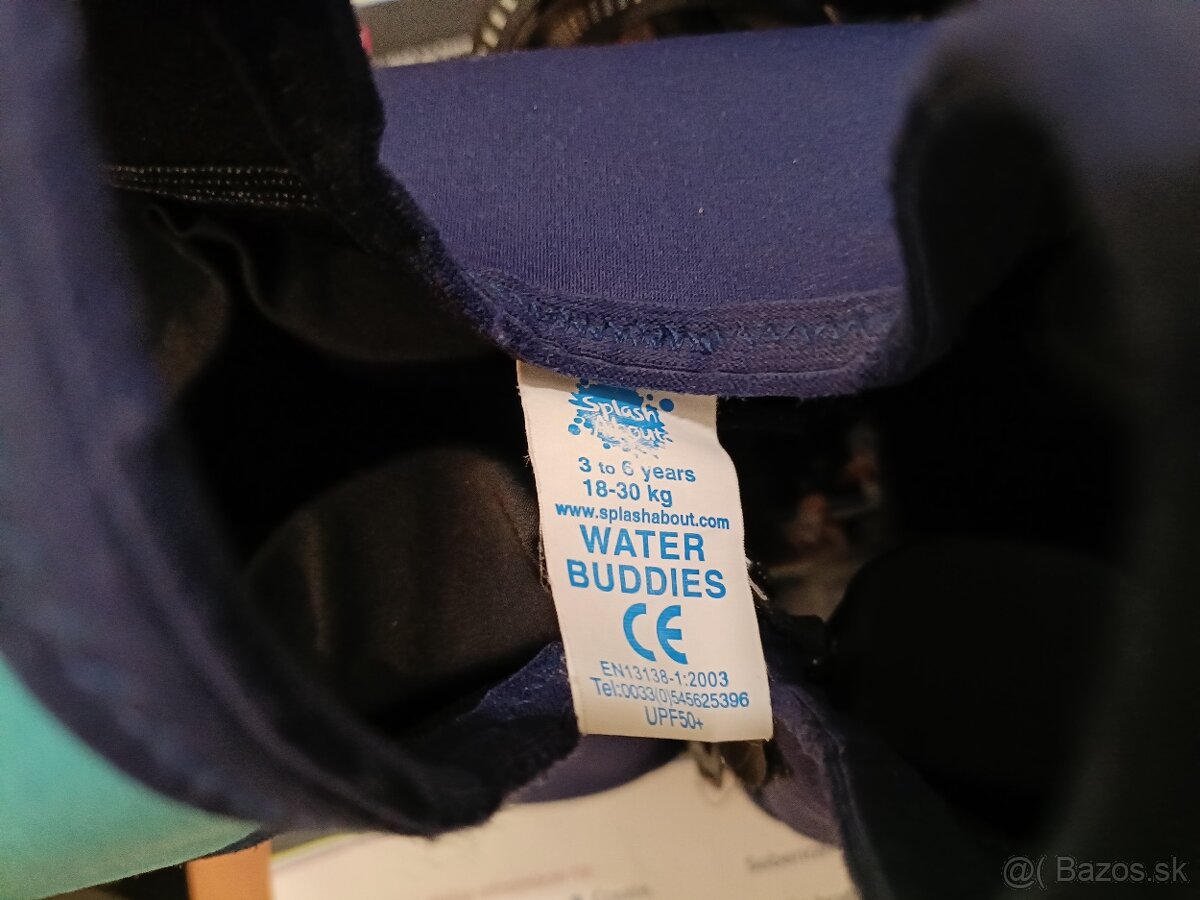 Splash
About
3 to 6 years
18-30 kg
www.splashabout.com
WATER
BUDDIES
CE
EN13138-1:2003
Tel:0033(0)545625396
UPF50+
@( Bazos.sk